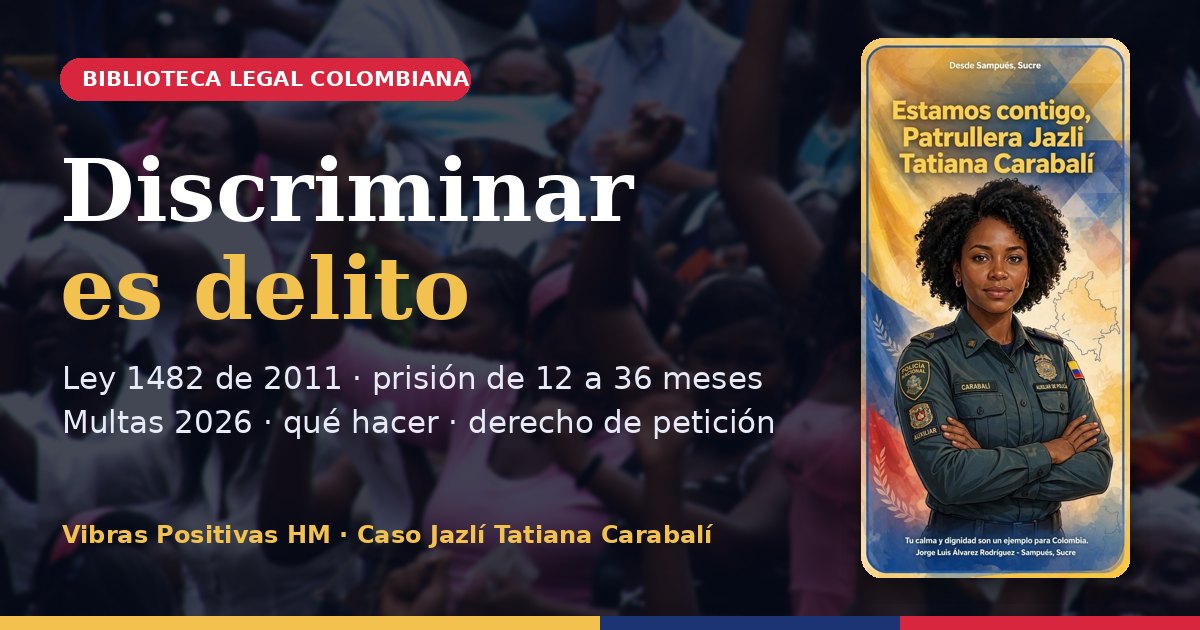 BIBLIOTECA LEGAL COLOMBIANA
Discriminar
es delito
Ley 1482 de 2011 · prisión de 12 a 36 meses
Multas 2026 · qué hacer · derecho de petición
Vibras Positivas HM · Caso Jazlí Tatiana Carabalí
Desde Sampués, Sucre
Estamos contigo,
Patrullera Jazli
Tatiana Carabalí
POLICÍA
NACIONAL
CARABALÍ
AUXILIAR DE POLICÍA
AUXILIAR
Tu calma y dignidad son un ejemplo para Colombia.
Jorge Luis Álvarez Rodríguez - Sampués, Sucre